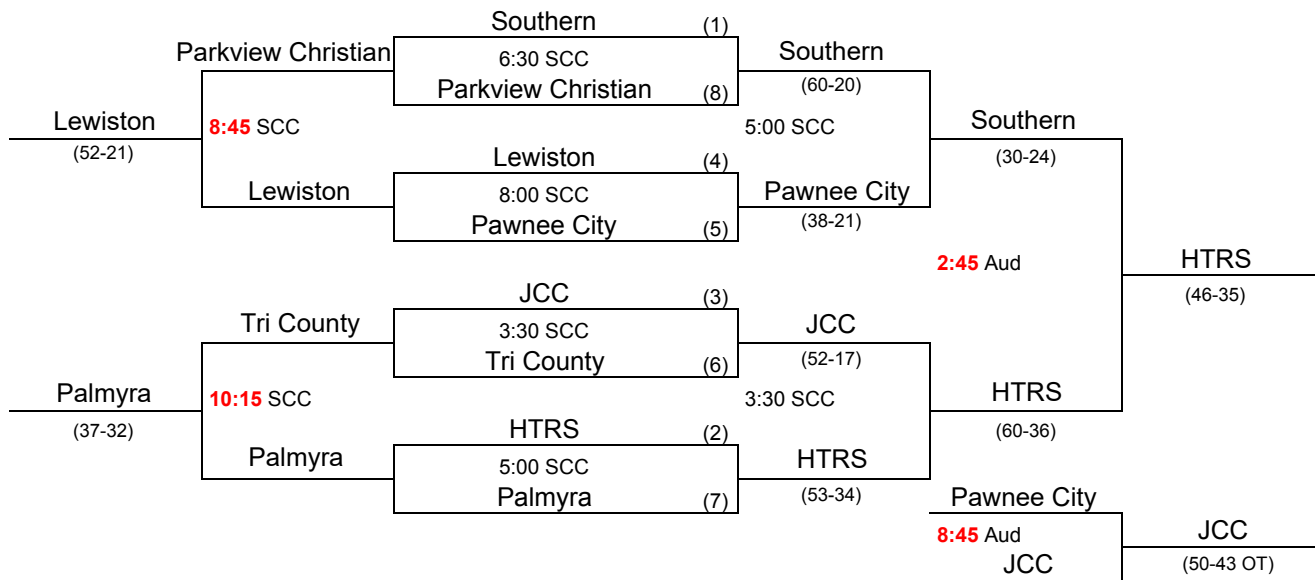 Southern (1)
Parkview Christian 6:30 SCC Southern
Parkview Christian (8) (60-20)
Lewiston 8:45 SCC 5:00 SCC Southern
(52-21) Lewiston (4) (30-24)
Lewiston 8:00 SCC Pawnee City
Pawnee City (5) (38-21)
2:45 Aud HTRS
JCC (3) (46-35)
Tri County 3:30 SCC JCC
Tri County (6) (52-17)
Palmyra 10:15 SCC 3:30 SCC HTRS
(37-32) HTRS (2) (60-36)
Palmyra 5:00 SCC HTRS
Palmyra (7) (53-34) Pawnee City
8:45 Aud JCC
JCC (50-43 OT)